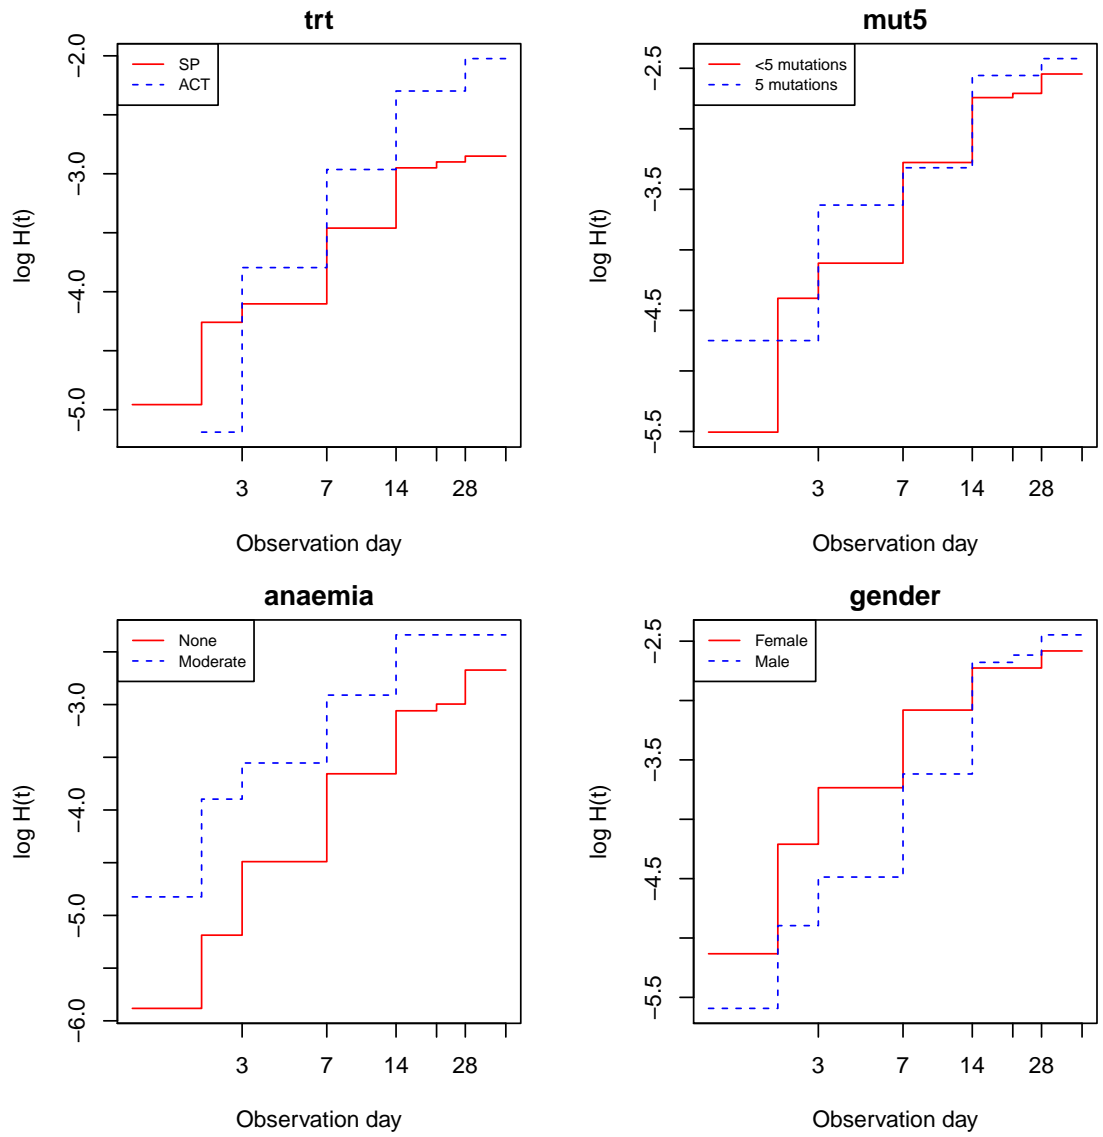 trt
SP
ACT
−2.0
−3.0
−4.0
−5.0
log H(t)
3 7 14 28
Observation day
mut5
<5 mutations
5 mutations
−2.5
−3.5
−4.5
−5.5
log H(t)
3 7 14 28
Observation day
anaemia
None
Moderate
−3.0
−4.0
−5.0
−6.0
log H(t)
3 7 14 28
Observation day
gender
Female
Male
−2.5
−3.5
−4.5
−5.5
log H(t)
3 7 14 28
Observation day